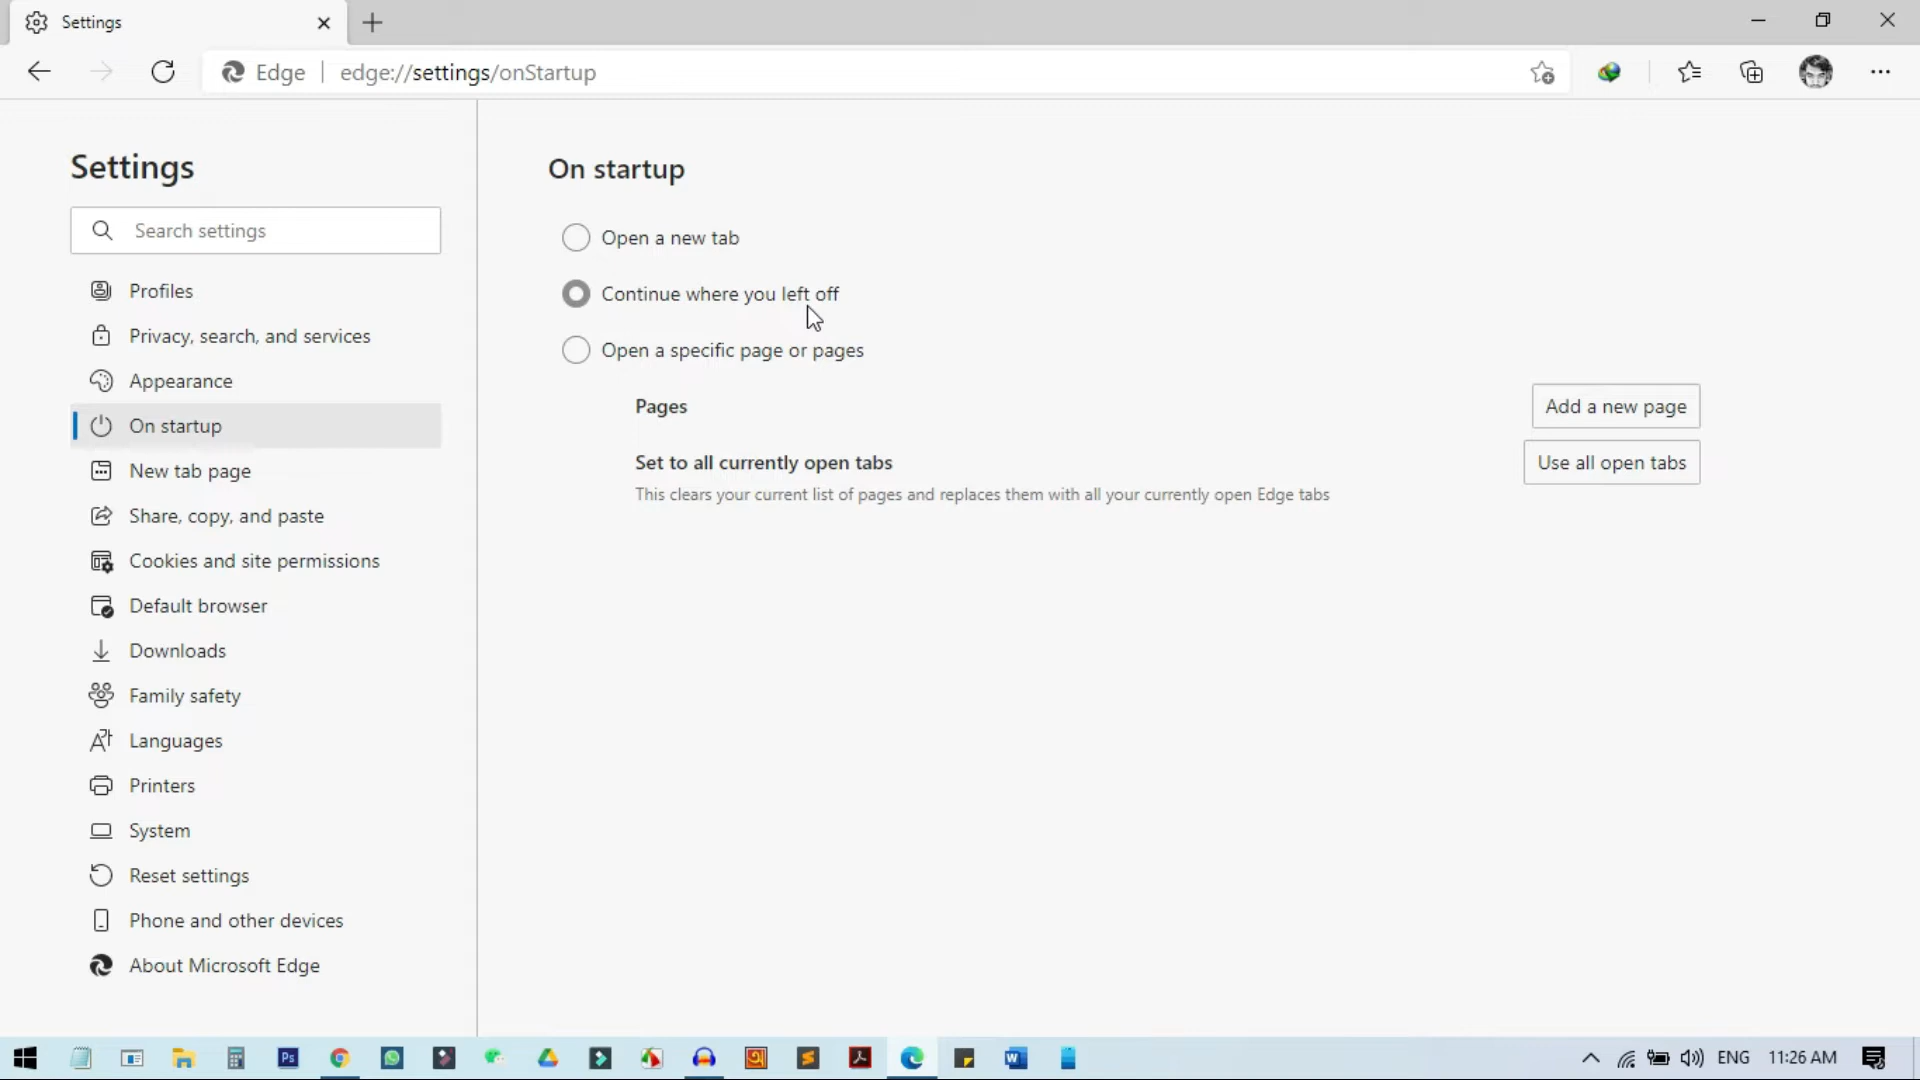 Settings
Edge
edge://settings/onStartup
Settings
Search settings
Profiles
Privacy, search, and services
Appearance
On startup
New tab page
Share, copy, and paste
Cookies and site permissions
Default browser
Downloads
Family safety
Languages
Printers
System
Reset settings
Phone and other devices
About Microsoft Edge
On startup
Open a new tab
Continue where you left off
Open a specific page or pages
Pages
Add a new page
Set to all currently open tabs
Use all open tabs
This clears your current list of pages and replaces them with all your currently open Edge tabs
Ps
W
ENG
11:26 AM